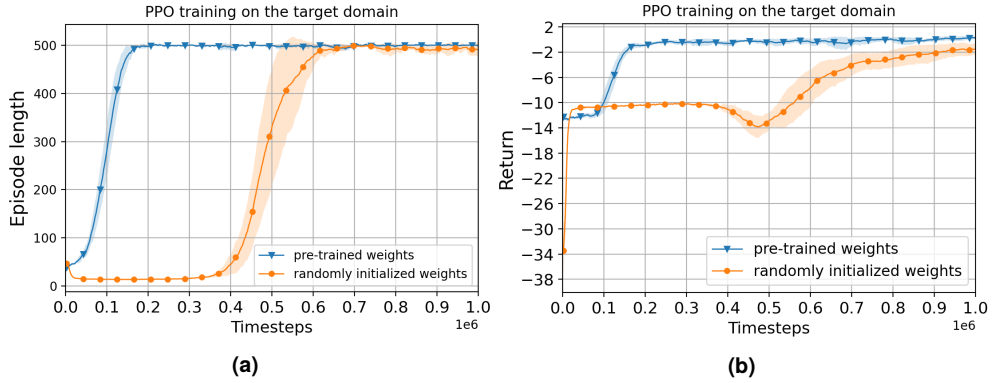 PPO training on the target domain
500
400
300
200
100
0
Episode length
0.0 0.1 0.2 0.3 0.4 0.5 0.6 0.7 0.8 0.9 1.0
Timesteps
1e6
pre-trained weights
randomly initialized weights
(a)
PPO training on the target domain
2
−2
−6
−10
−14
−18
−22
−26
−30
−34
−38
Return
0.0 0.1 0.2 0.3 0.4 0.5 0.6 0.7 0.8 0.9 1.0
Timesteps
1e6
pre-trained weights
randomly initialized weights
(b)